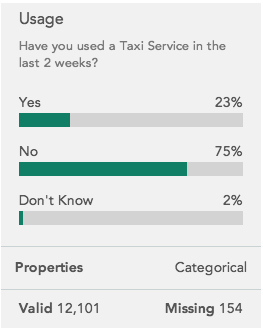 Usage
Have you used a Taxi Service in the
last 2 weeks?
Yes 23%
No 75%
Don't Know 2%
Properties Categorical
Valid 12,101 Missing 154